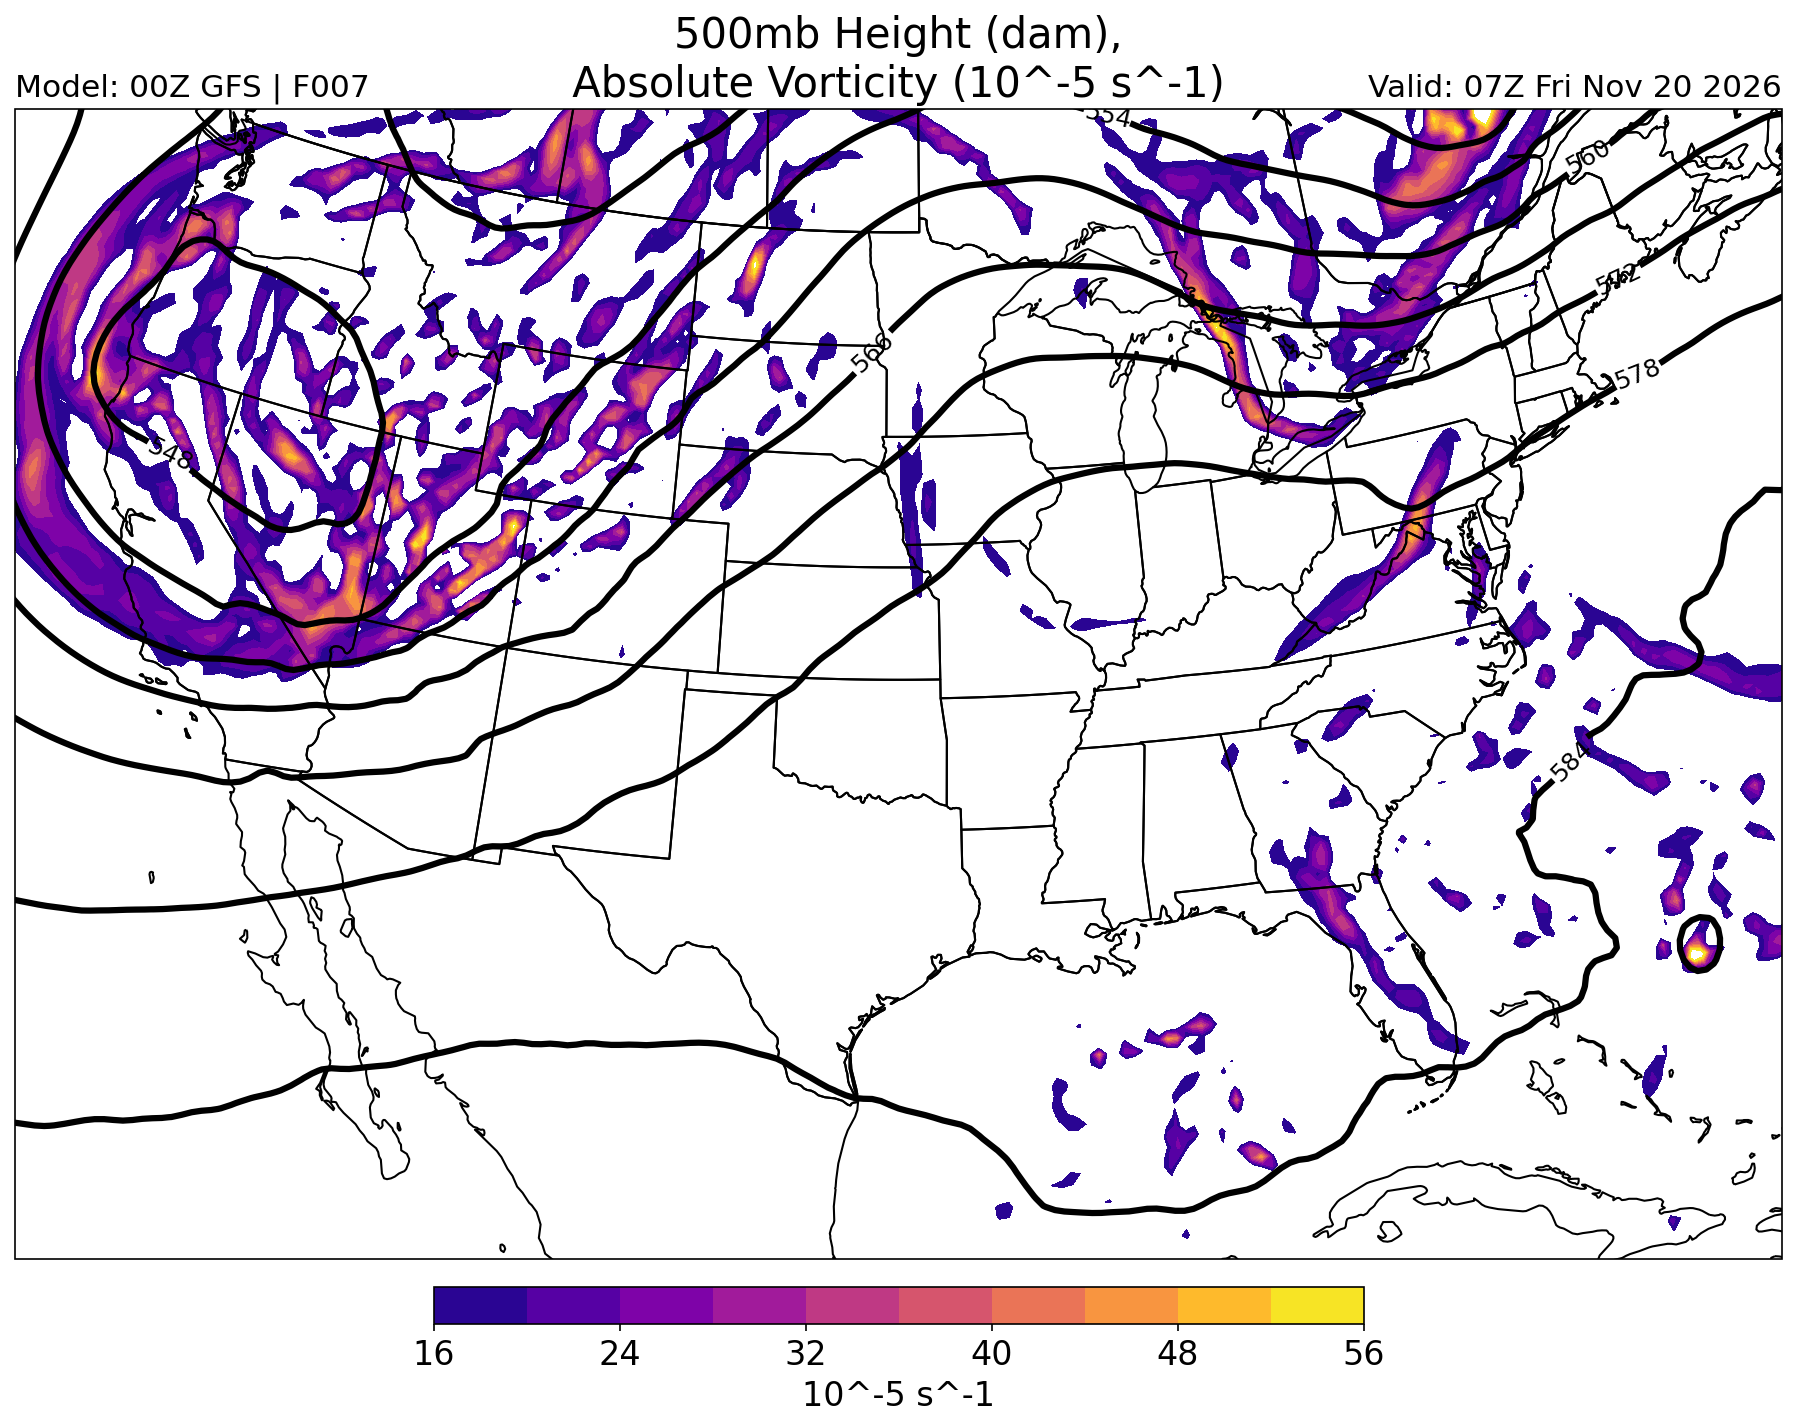 500mb Height (dam),
Model: 00Z GFS | F007
Absolute Vorticity (10^-5 s^-1)
Valid: 07Z Fri Nov 20 2026
554
560
572
566
578
548
584
16 24 32 40 48 56
10^-5 s^-1